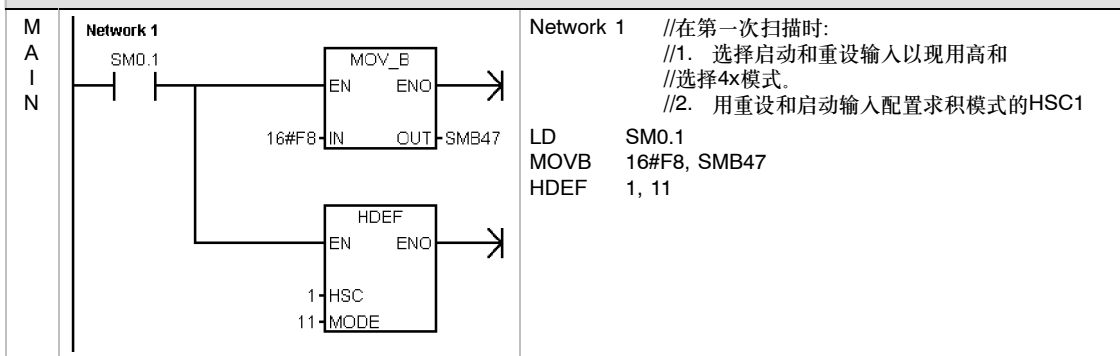 M
A
I
N
Network 1
SM0.1
MOV_B
EN ENO
16#F8 IN OUT SMB47
HDEF
EN ENO
1 HSC
11 MODE
Network 1 //在第一次扫描时:
//1. 选择启动和重设输入以现用高和
//选择4x模式。
//2. 用重设和启动输入配置求积模式的HSC1
LD SM0.1
MOVB 16#F8, SMB47
HDEF 1, 11